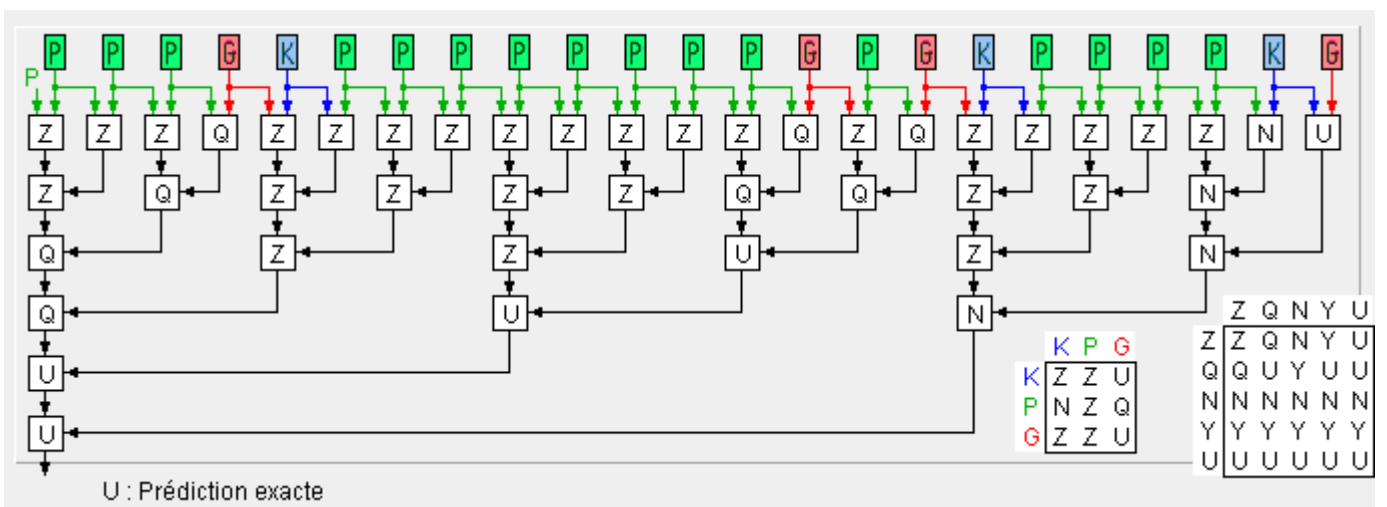 P P P G K P P P P P P P P G P G K P P P P K G
P
Z Z Z Q Z Z Z Z Z Z Z Z Z Q Z Q Z Z Z Z Z N U
Z Q Z Z Z Z Q Q Z Z N
Q Z Z U Z N
Q U N
Z Q N Y U
Z Z Q N Y U
K P G
U
K Z Z U
Q Q U Y U U
P N Z Q
N N N N N N
U
G Z Z U
Y Y Y Y Y Y
U U U U U U
U : Prédiction exacte